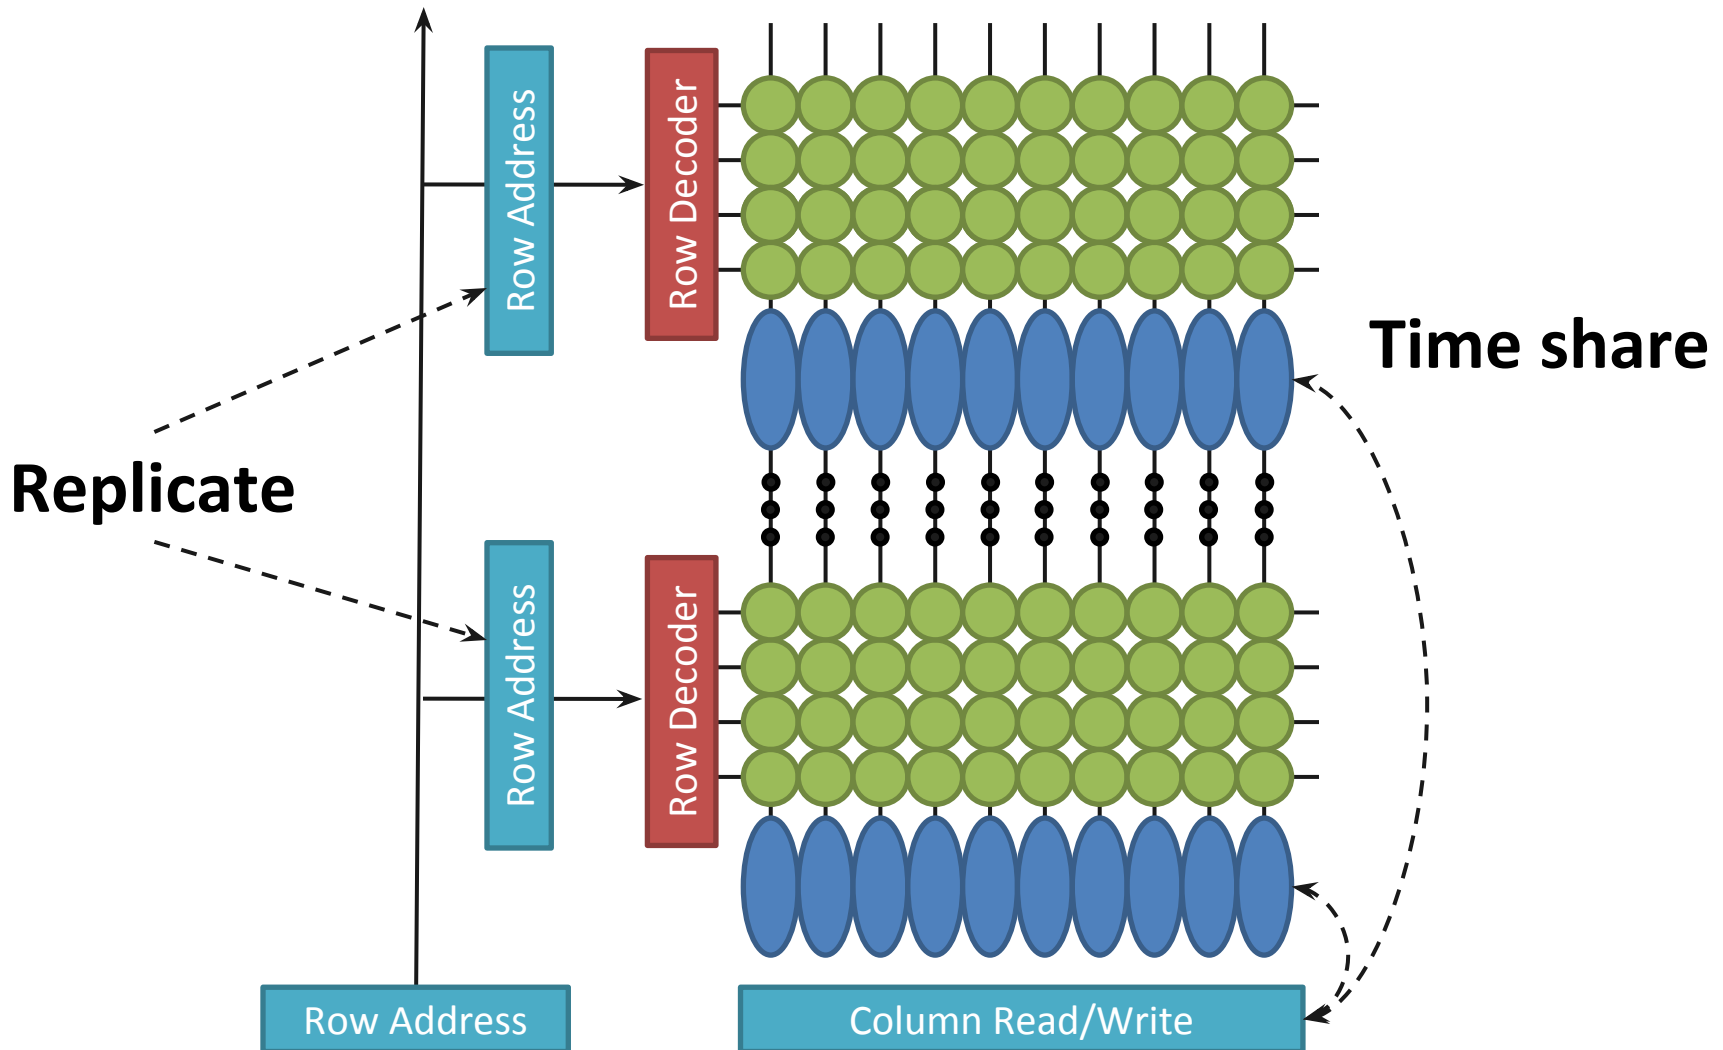 Row Address
Row Decoder
Time share
Replicate
Row Address
Row Decoder
Row Address
Column Read/Write